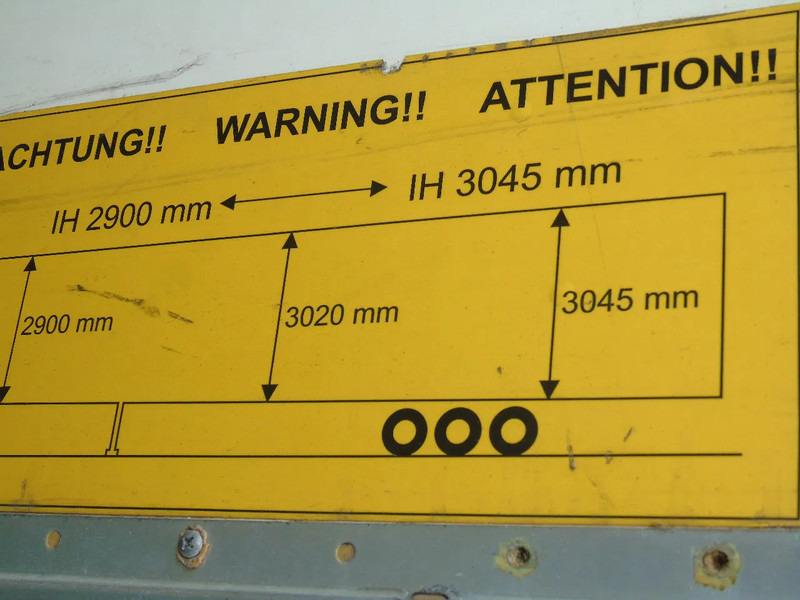 ACHTUNG!! WARNING!! ATTENTION!!
IH 2900 mm IH 3045 mm
2900 mm 3020 mm 3045 mm